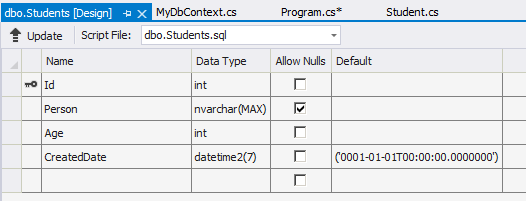 dbo.Students [Design] MyDbContext.cs Program.cs* Student.cs
Update Script File: dbo.Students.sql
Name Data Type Allow Nulls Default
Id int
Person nvarchar(MAX)
Age int
CreatedDate datetime2(7) ('0001-01-01T00:00:00.0000000')